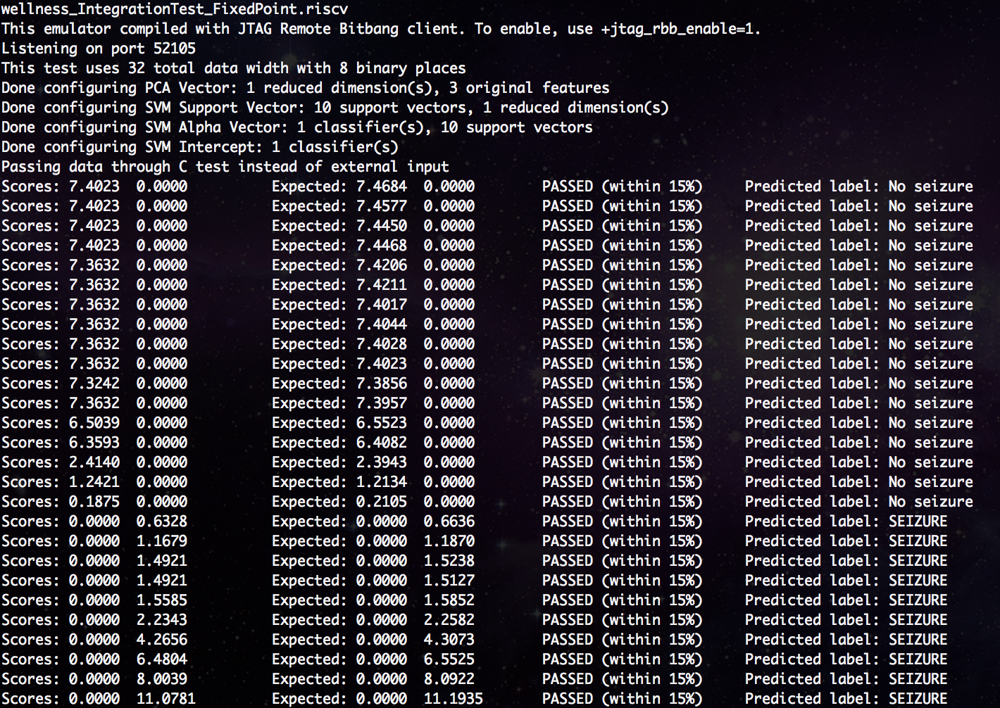 wellness_IntegrationTest_FixedPoint.riscv
This emulator compiled with JTAG Remote Bitbang client. To enable, use +jtag_rbb_enable=1.
Listening on port 52105
This test uses 32 total data width with 8 binary places
Done configuring PCA Vector: 1 reduced dimension(s), 3 original features
Done configuring SVM Support Vector: 10 support vectors, 1 reduced dimension(s)
Done configuring SVM Alpha Vector: 1 classifier(s), 10 support vectors
Done configuring SVM Intercept: 1 classifier(s)
Passing data through C test instead of external input
Scores: 7.4023  0.0000          Expected: 7.4684  0.0000        PASSED (within 15%)     Predicted label: No seizure
Scores: 7.4023  0.0000          Expected: 7.4577  0.0000        PASSED (within 15%)     Predicted label: No seizure
Scores: 7.4023  0.0000          Expected: 7.4450  0.0000        PASSED (within 15%)     Predicted label: No seizure
Scores: 7.4023  0.0000          Expected: 7.4468  0.0000        PASSED (within 15%)     Predicted label: No seizure
Scores: 7.3632  0.0000          Expected: 7.4206  0.0000        PASSED (within 15%)     Predicted label: No seizure
Scores: 7.3632  0.0000          Expected: 7.4211  0.0000        PASSED (within 15%)     Predicted label: No seizure
Scores: 7.3632  0.0000          Expected: 7.4017  0.0000        PASSED (within 15%)     Predicted label: No seizure
Scores: 7.3632  0.0000          Expected: 7.4044  0.0000        PASSED (within 15%)     Predicted label: No seizure
Scores: 7.3632  0.0000          Expected: 7.4028  0.0000        PASSED (within 15%)     Predicted label: No seizure
Scores: 7.3632  0.0000          Expected: 7.4023  0.0000        PASSED (within 15%)     Predicted label: No seizure
Scores: 7.3242  0.0000          Expected: 7.3856  0.0000        PASSED (within 15%)     Predicted label: No seizure
Scores: 7.3632  0.0000          Expected: 7.3957  0.0000        PASSED (within 15%)     Predicted label: No seizure
Scores: 6.5039  0.0000          Expected: 6.5523  0.0000        PASSED (within 15%)     Predicted label: No seizure
Scores: 6.3593  0.0000          Expected: 6.4082  0.0000        PASSED (within 15%)     Predicted label: No seizure
Scores: 2.4140  0.0000          Expected: 2.3943  0.0000        PASSED (within 15%)     Predicted label: No seizure
Scores: 1.2421  0.0000          Expected: 1.2134  0.0000        PASSED (within 15%)     Predicted label: No seizure
Scores: 0.1875  0.0000          Expected: 0.2105  0.0000        PASSED (within 15%)     Predicted label: No seizure
Scores: 0.0000  0.6328          Expected: 0.0000  0.6636        PASSED (within 15%)     Predicted label: SEIZURE
Scores: 0.0000  1.1679          Expected: 0.0000  1.1870        PASSED (within 15%)     Predicted label: SEIZURE
Scores: 0.0000  1.4921          Expected: 0.0000  1.5238        PASSED (within 15%)     Predicted label: SEIZURE
Scores: 0.0000  1.4921          Expected: 0.0000  1.5127        PASSED (within 15%)     Predicted label: SEIZURE
Scores: 0.0000  1.5585          Expected: 0.0000  1.5852        PASSED (within 15%)     Predicted label: SEIZURE
Scores: 0.0000  2.2343          Expected: 0.0000  2.2582        PASSED (within 15%)     Predicted label: SEIZURE
Scores: 0.0000  4.2656          Expected: 0.0000  4.3073        PASSED (within 15%)     Predicted label: SEIZURE
Scores: 0.0000  6.4804          Expected: 0.0000  6.5525        PASSED (within 15%)     Predicted label: SEIZURE
Scores: 0.0000  8.0039          Expected: 0.0000  8.0922        PASSED (within 15%)     Predicted label: SEIZURE
Scores: 0.0000  11.0781         Expected: 0.0000  11.1935       PASSED (within 15%)     Predicted label: SEIZURE